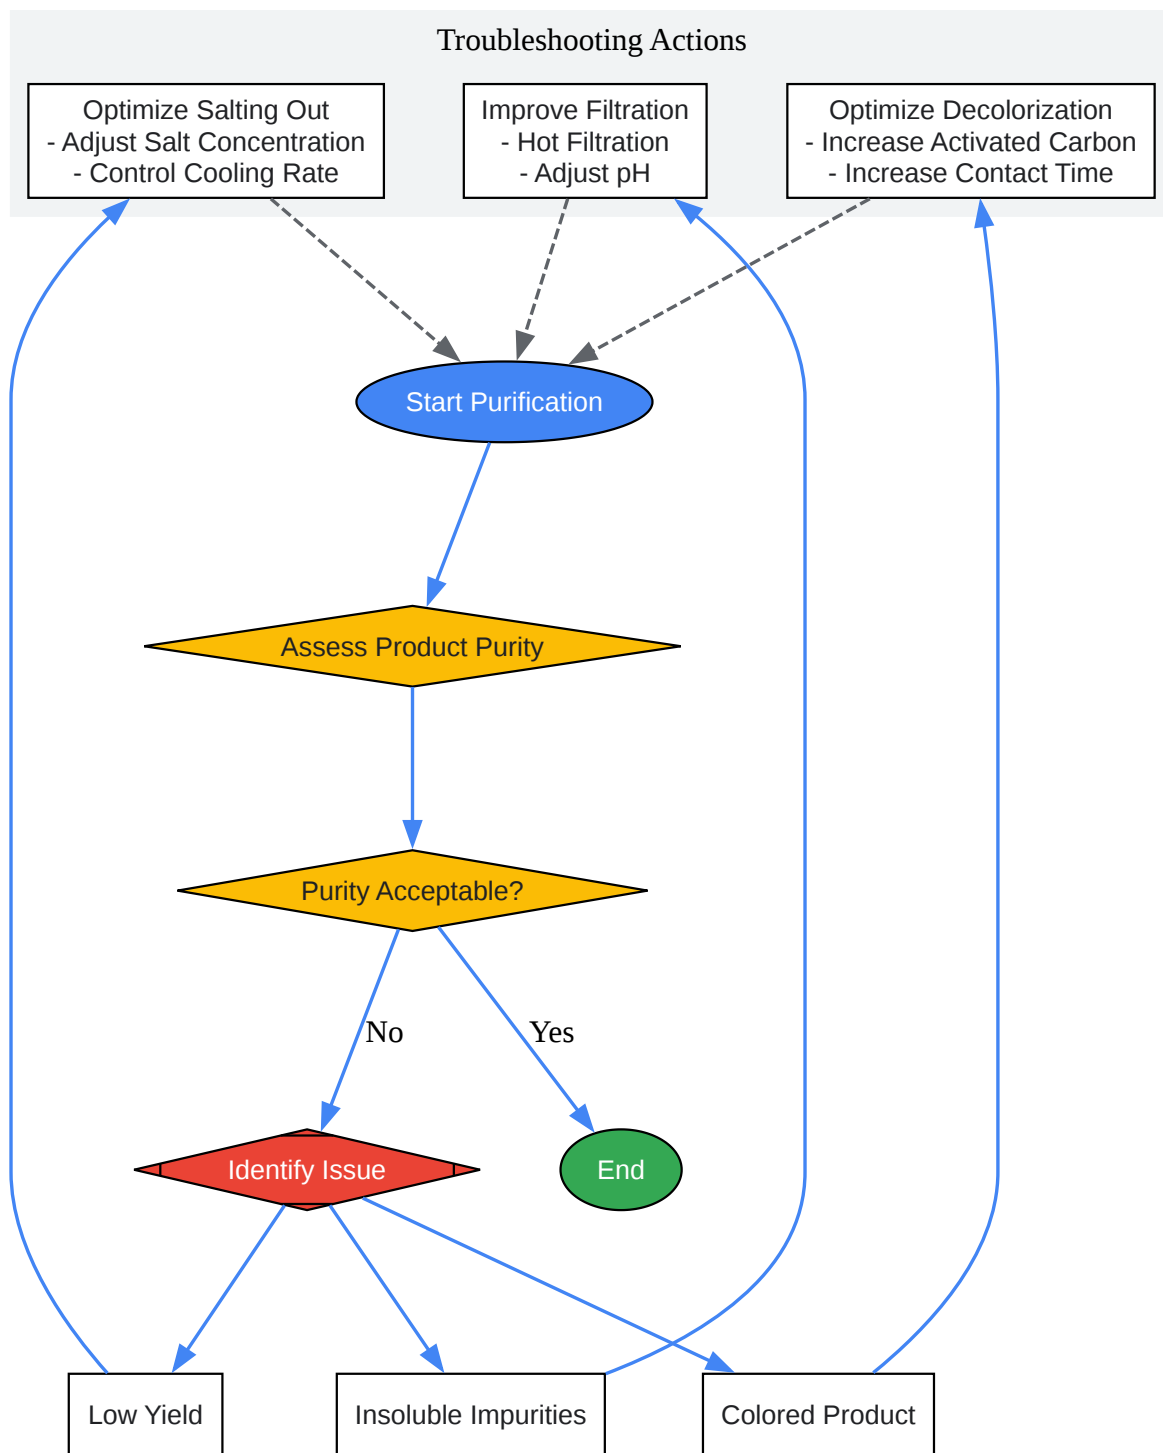 Troubleshooting Actions
Optimize Salting Out
- Adjust Salt Concentration
- Control Cooling Rate
Improve Filtration
- Hot Filtration
- Adjust pH
Optimize Decolorization
- Increase Activated Carbon
- Increase Contact Time
Start Purification
Assess Product Purity
Purity Acceptable?
No
Yes
Identify Issue
End
Low Yield
Insoluble Impurities
Colored Product